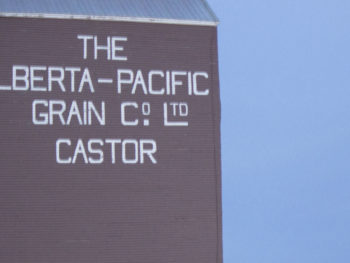 THE
LBERTA-PACIFIC
GRAIN Co. LTD
CASTOR